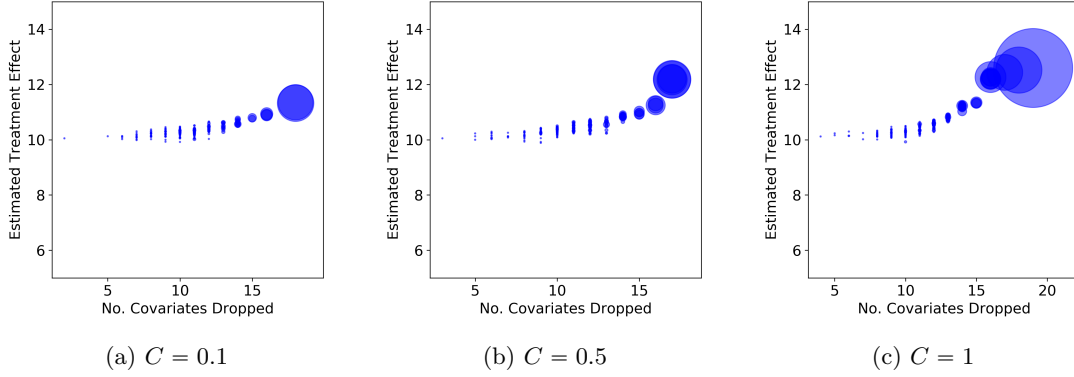 14
12
10
8
6
5
10
15
Estimated Treatment Effect
No. Covariates Dropped
(a) C = 0.1
14
12
10
8
6
5
10
15
Estimated Treatment Effect
No. Covariates Dropped
(b) C = 0.5
14
12
10
8
6
5
10
15
20
Estimated Treatment Effect
No. Covariates Dropped
(c) C = 1